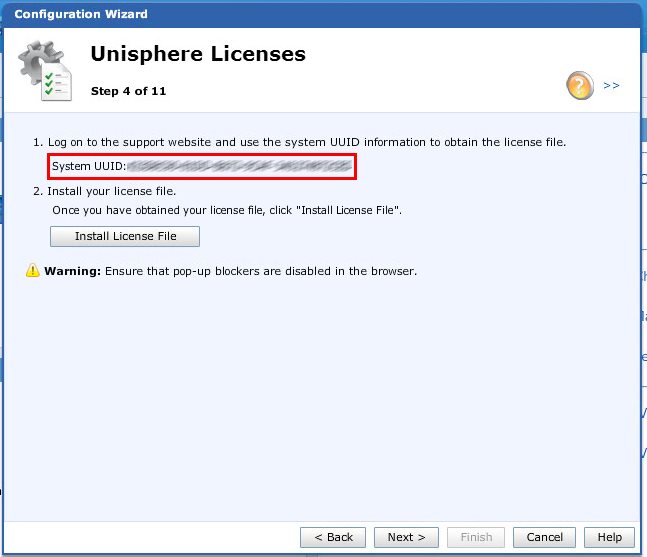 Configuration Wizard
Unisphere Licenses
Step 4 of 11
? >>
1. Log on to the support website and use the system UUID information to obtain the license file.
System UUID:
2. Install your license file.
Once you have obtained your license file, click "Install License File".
Install License File
Warning: Ensure that pop-up blockers are disabled in the browser.
< Back Next > Finish Cancel Help